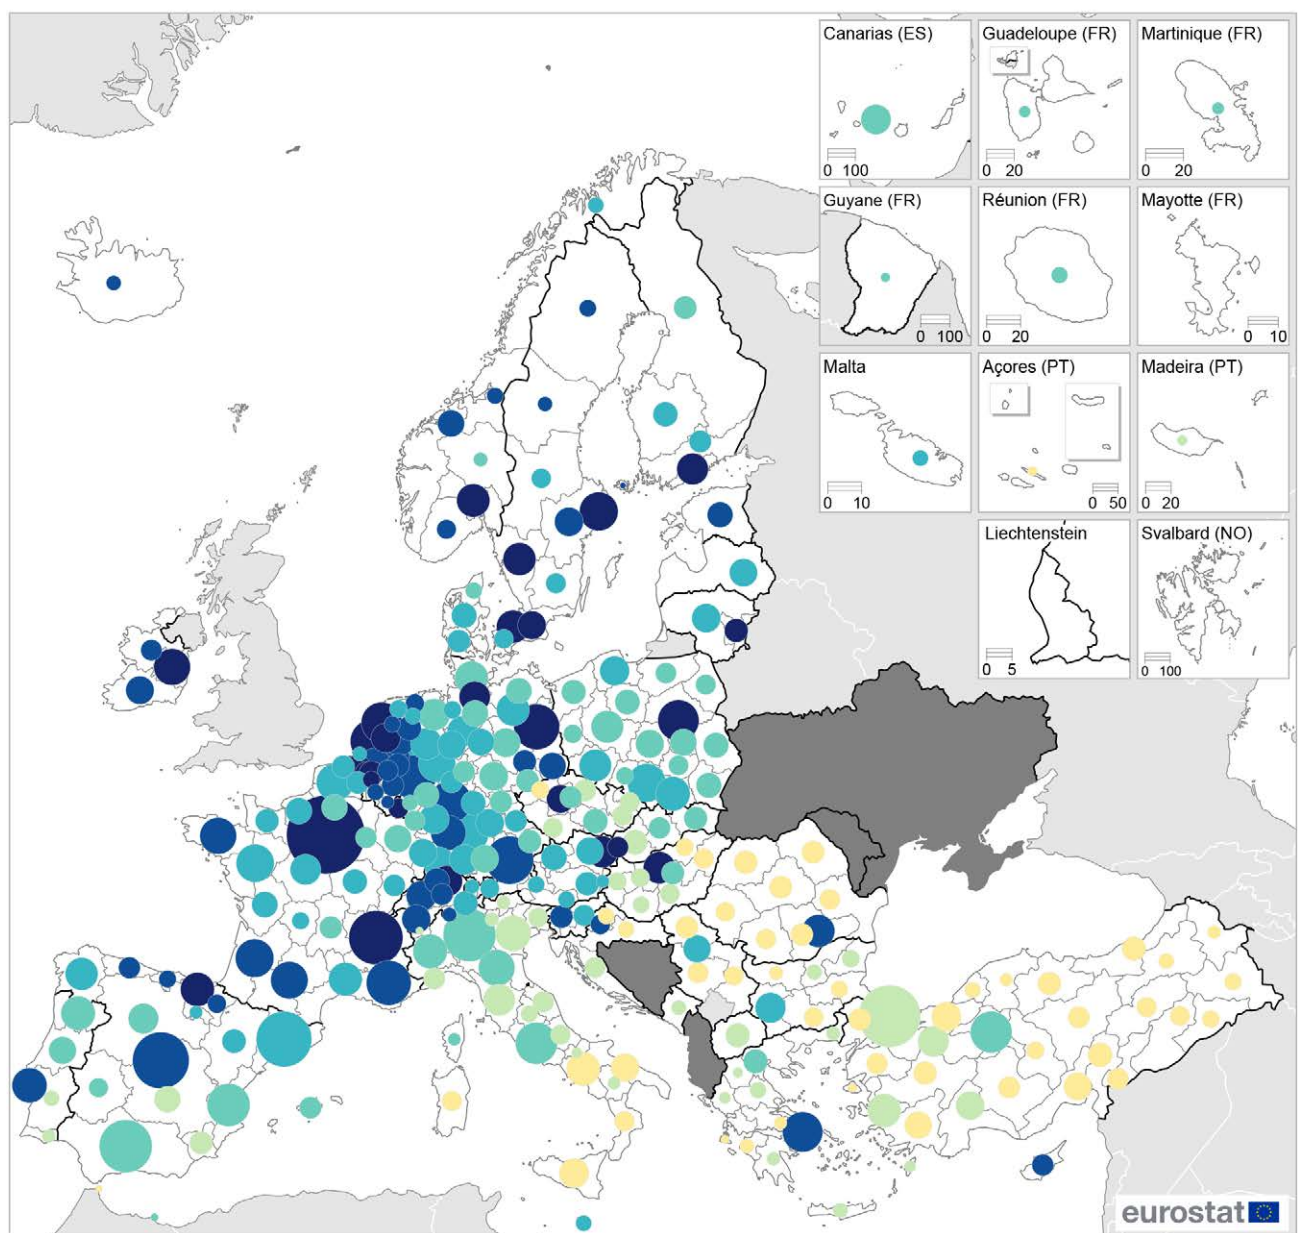 Canarias (ES)
0 100
Guadeloupe (FR)
0 20
Martinique (FR)
0 20
Guyane (FR)
0 100
Réunion (FR)
0 20
Mayotte (FR)
0 10
Malta
0 10
Açores (PT)
0 50
Madeira (PT)
0 20
Liechtenstein
0 5
Svalbard (NO)
0 100
eurostat